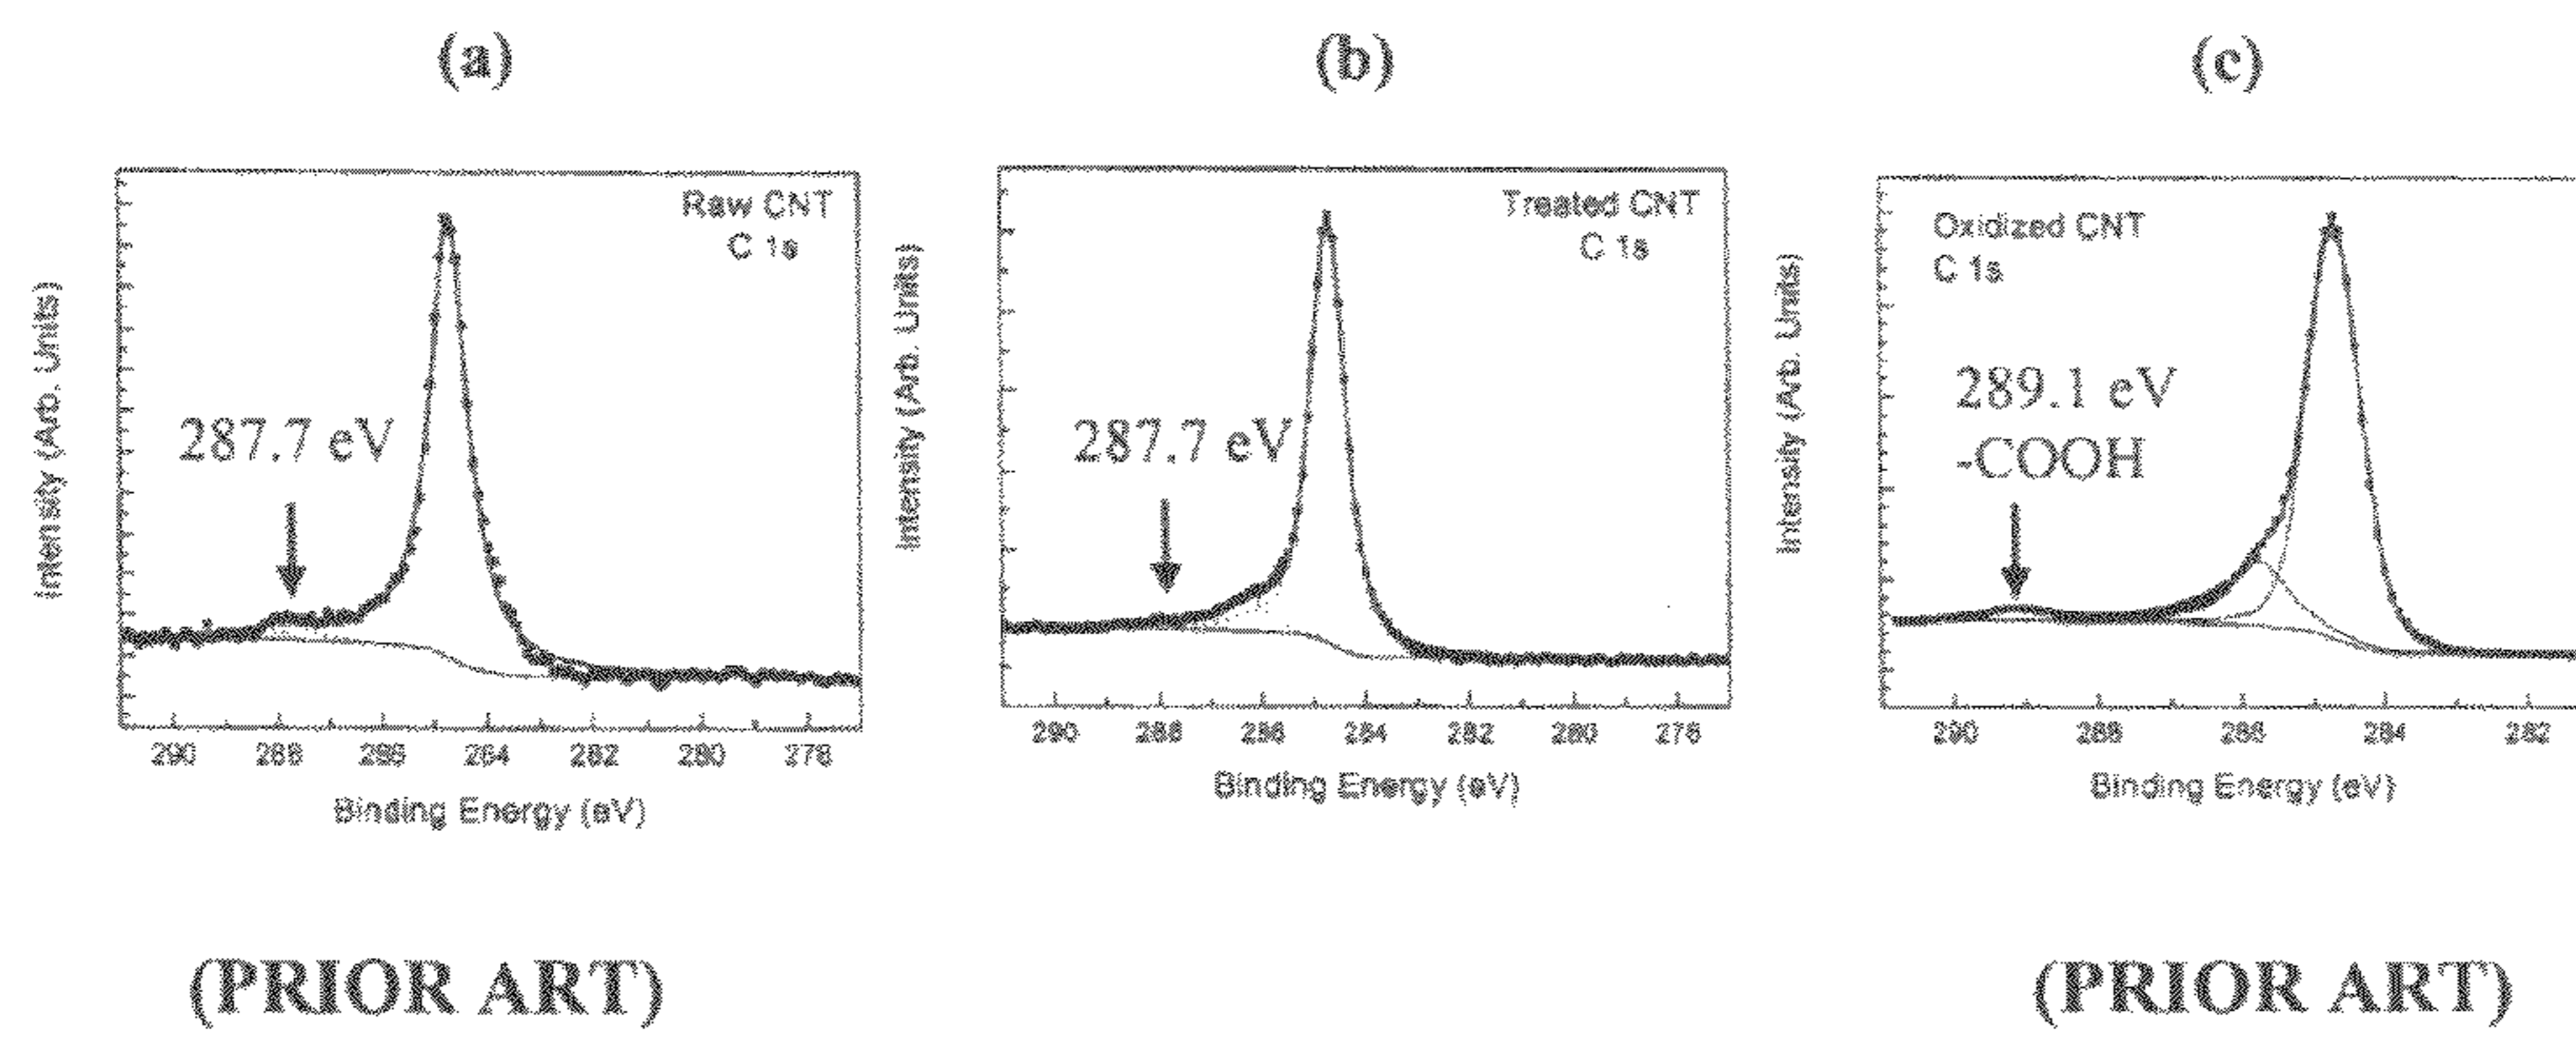 (a)
Raw CNT
C 1s
287.7 eV
Intensity (Arb. Units)
290 288 286 284 282 280 278
Binding Energy (eV)
(PRIOR ART)
(b)
Treated CNT
C 1s
287.7 eV
Intensity (Arb. Units)
290 288 286 284 282 280 278
Binding Energy (eV)
(c)
Oxidized CNT
C 1s
289.1 eV
-COOH
Intensity (Arb. Units)
290 288 286 284 282
Binding Energy (eV)
(PRIOR ART)